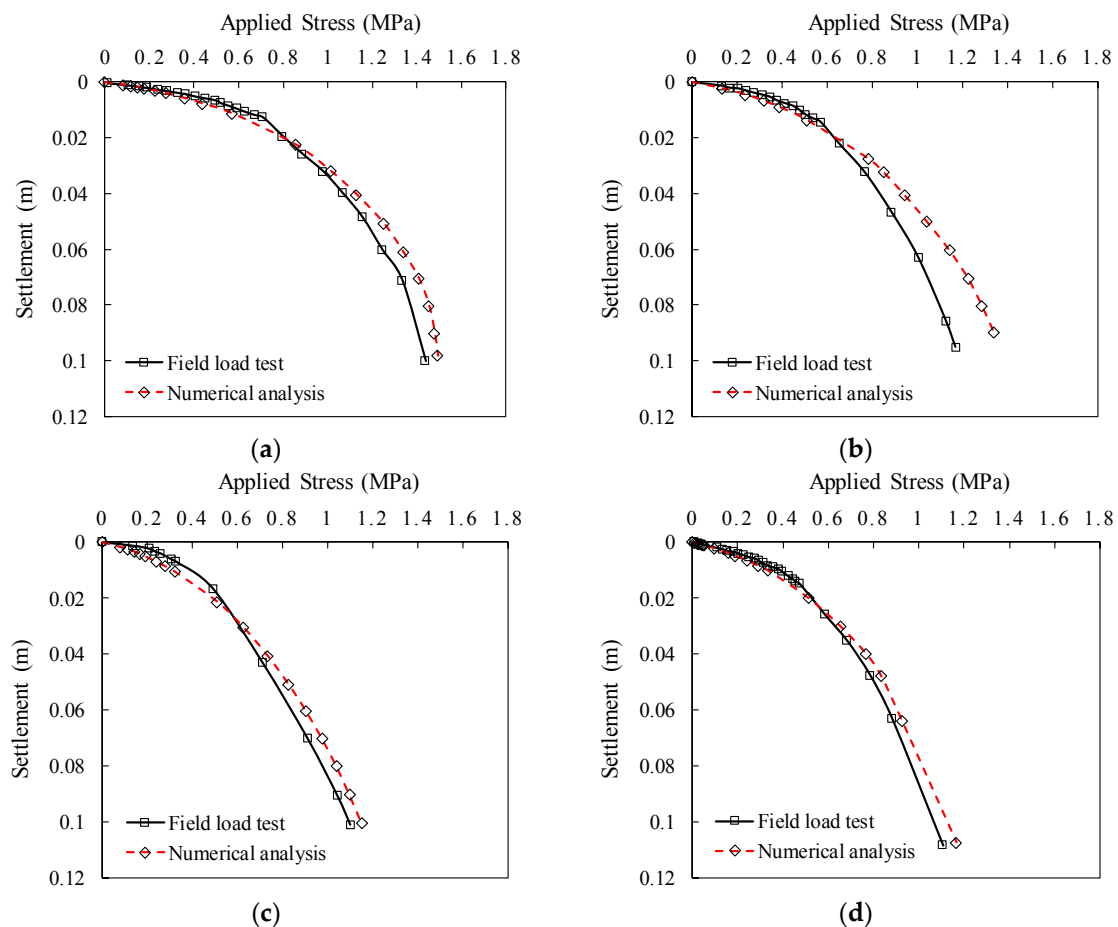 Applied Stress (MPa)
0 0.2 0.4 0.6 0.8 1 1.2 1.4 1.6 1.8
0
0.02
0.04
0.06
0.08
0.1
0.12
Settlement (m)
Field load test
Numerical analysis
(a)
Applied Stress (MPa)
0 0.2 0.4 0.6 0.8 1 1.2 1.4 1.6 1.8
0
0.02
0.04
0.06
0.08
0.1
0.12
Settlement (m)
Field load test
Numerical analysis
(b)
Applied Stress (MPa)
0 0.2 0.4 0.6 0.8 1 1.2 1.4 1.6 1.8
0
0.02
0.04
0.06
0.08
0.1
0.12
Settlement (m)
Field load test
Numerical analysis
(c)
Applied Stress (MPa)
0 0.2 0.4 0.6 0.8 1 1.2 1.4 1.6 1.8
0
0.02
0.04
0.06
0.08
0.1
0.12
Settlement (m)
Field load test
Numerical analysis
(d)